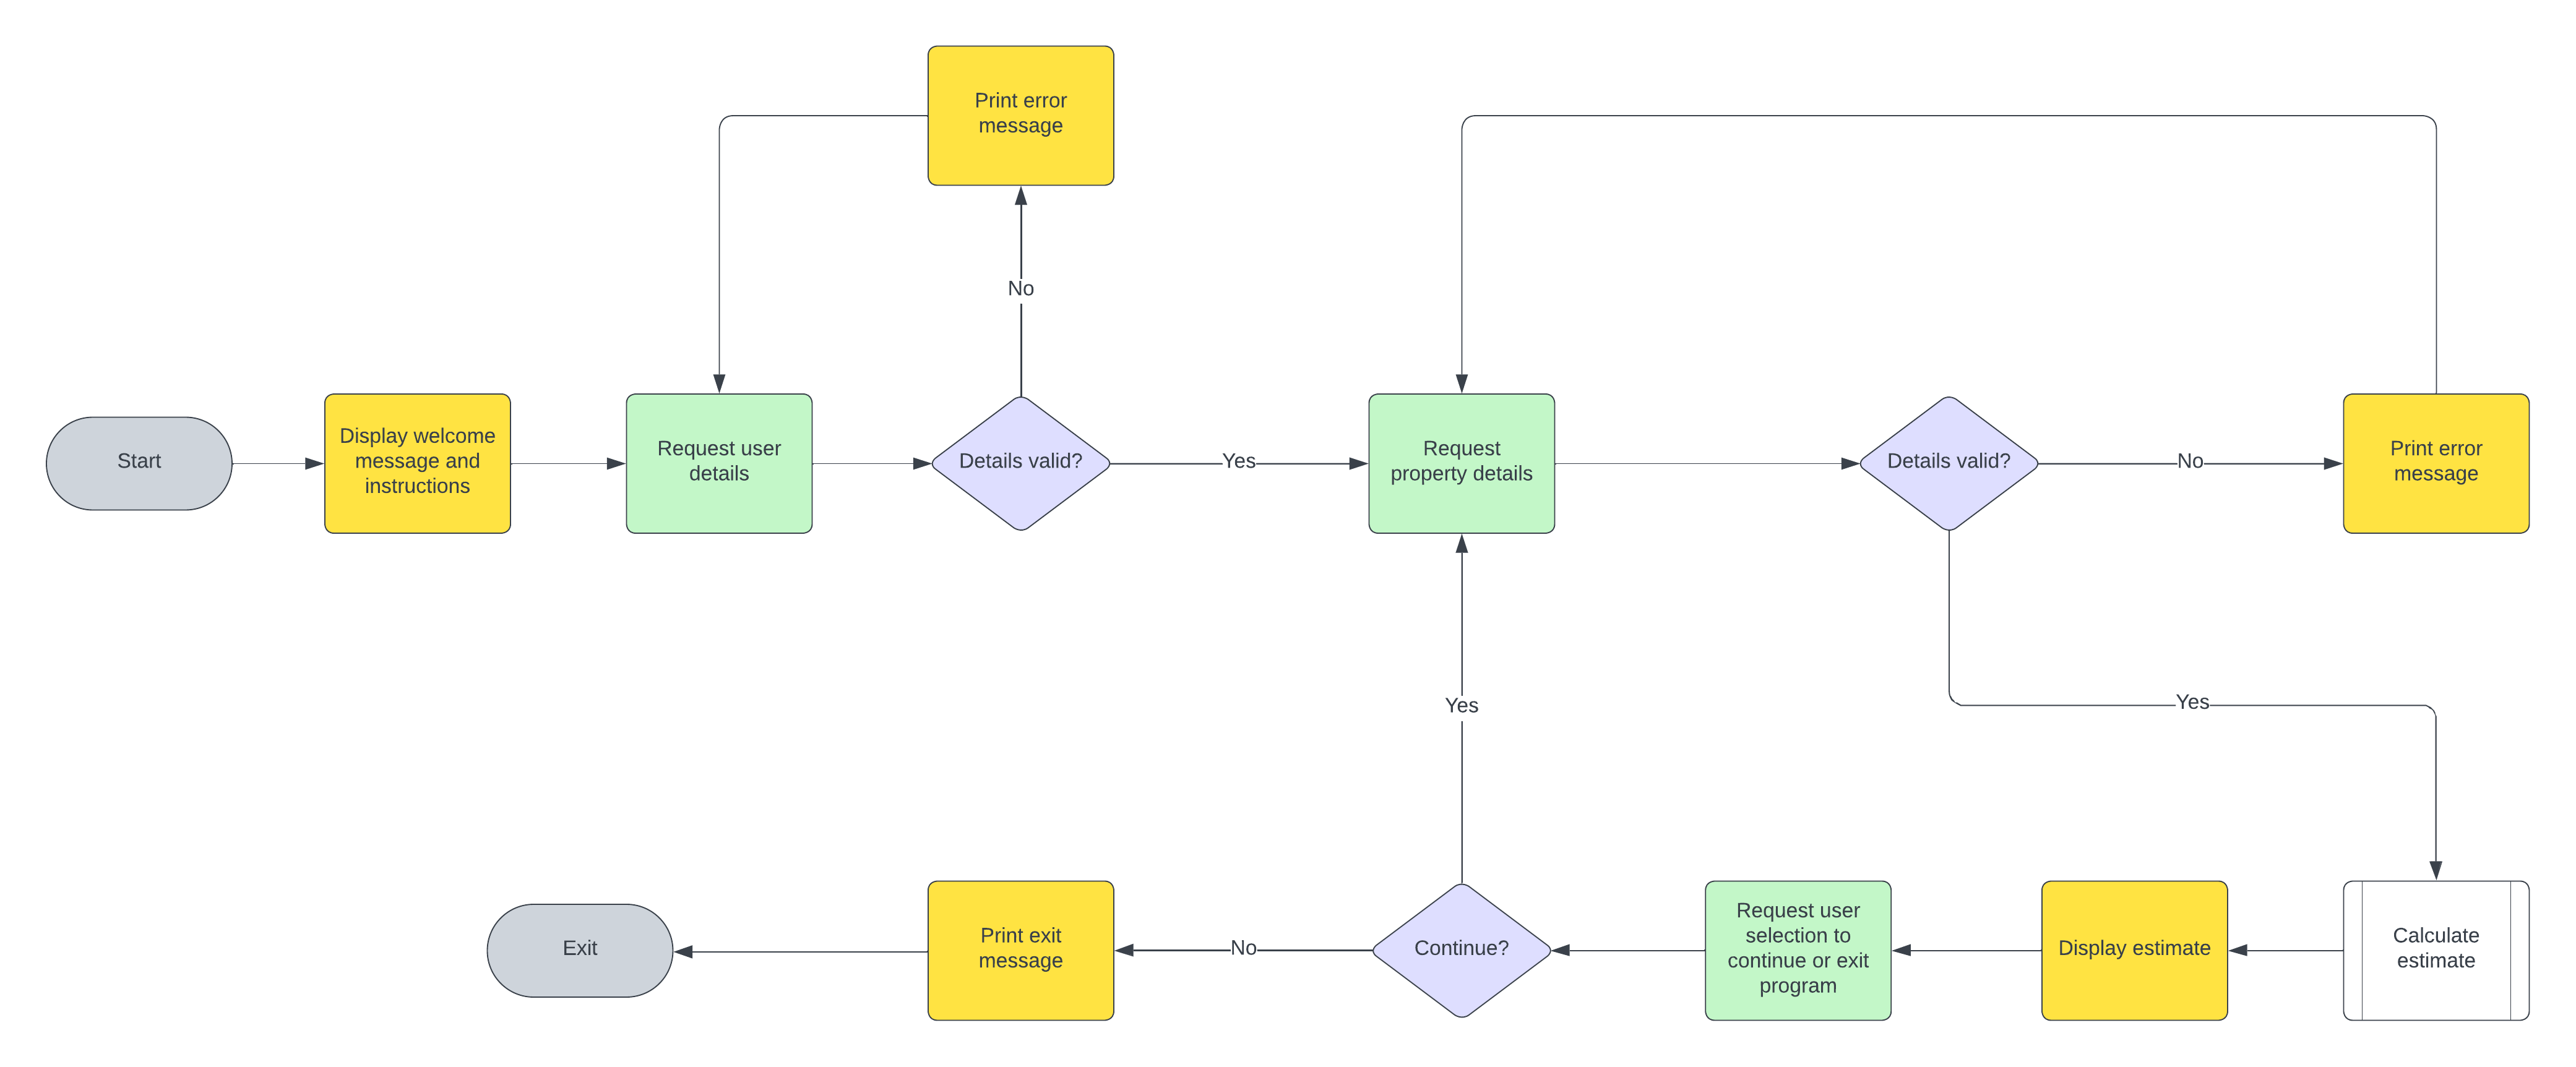 Print error
message
No
Start
Display welcome
message and
instructions
Request user
details
Details valid?
Yes
Request
property details
Details valid?
No
Print error
message
Yes
Yes
Exit
Print exit
message
No
Continue?
Request user
selection to
continue or exit
program
Display estimate
Calculate
estimate